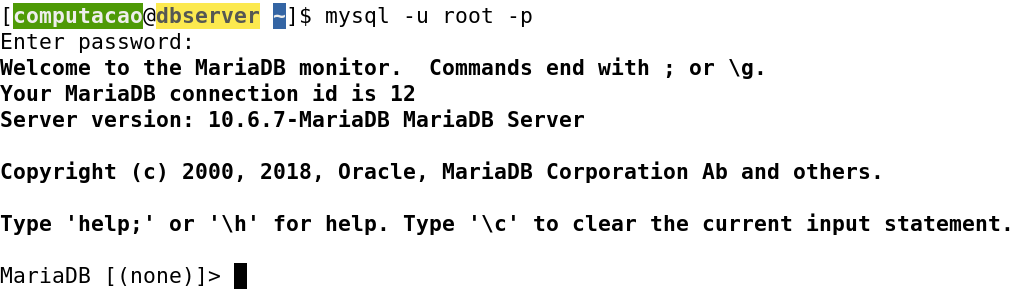 [computacao@dbserver ~]$ mysql -u root -p
Enter password:
Welcome to the MariaDB monitor.  Commands end with ; or \g.
Your MariaDB connection id is 12
Server version: 10.6.7-MariaDB MariaDB Server
Copyright (c) 2000, 2018, Oracle, MariaDB Corporation Ab and others.
Type 'help;' or '\h' for help. Type '\c' to clear the current input statement.
MariaDB [(none)]>